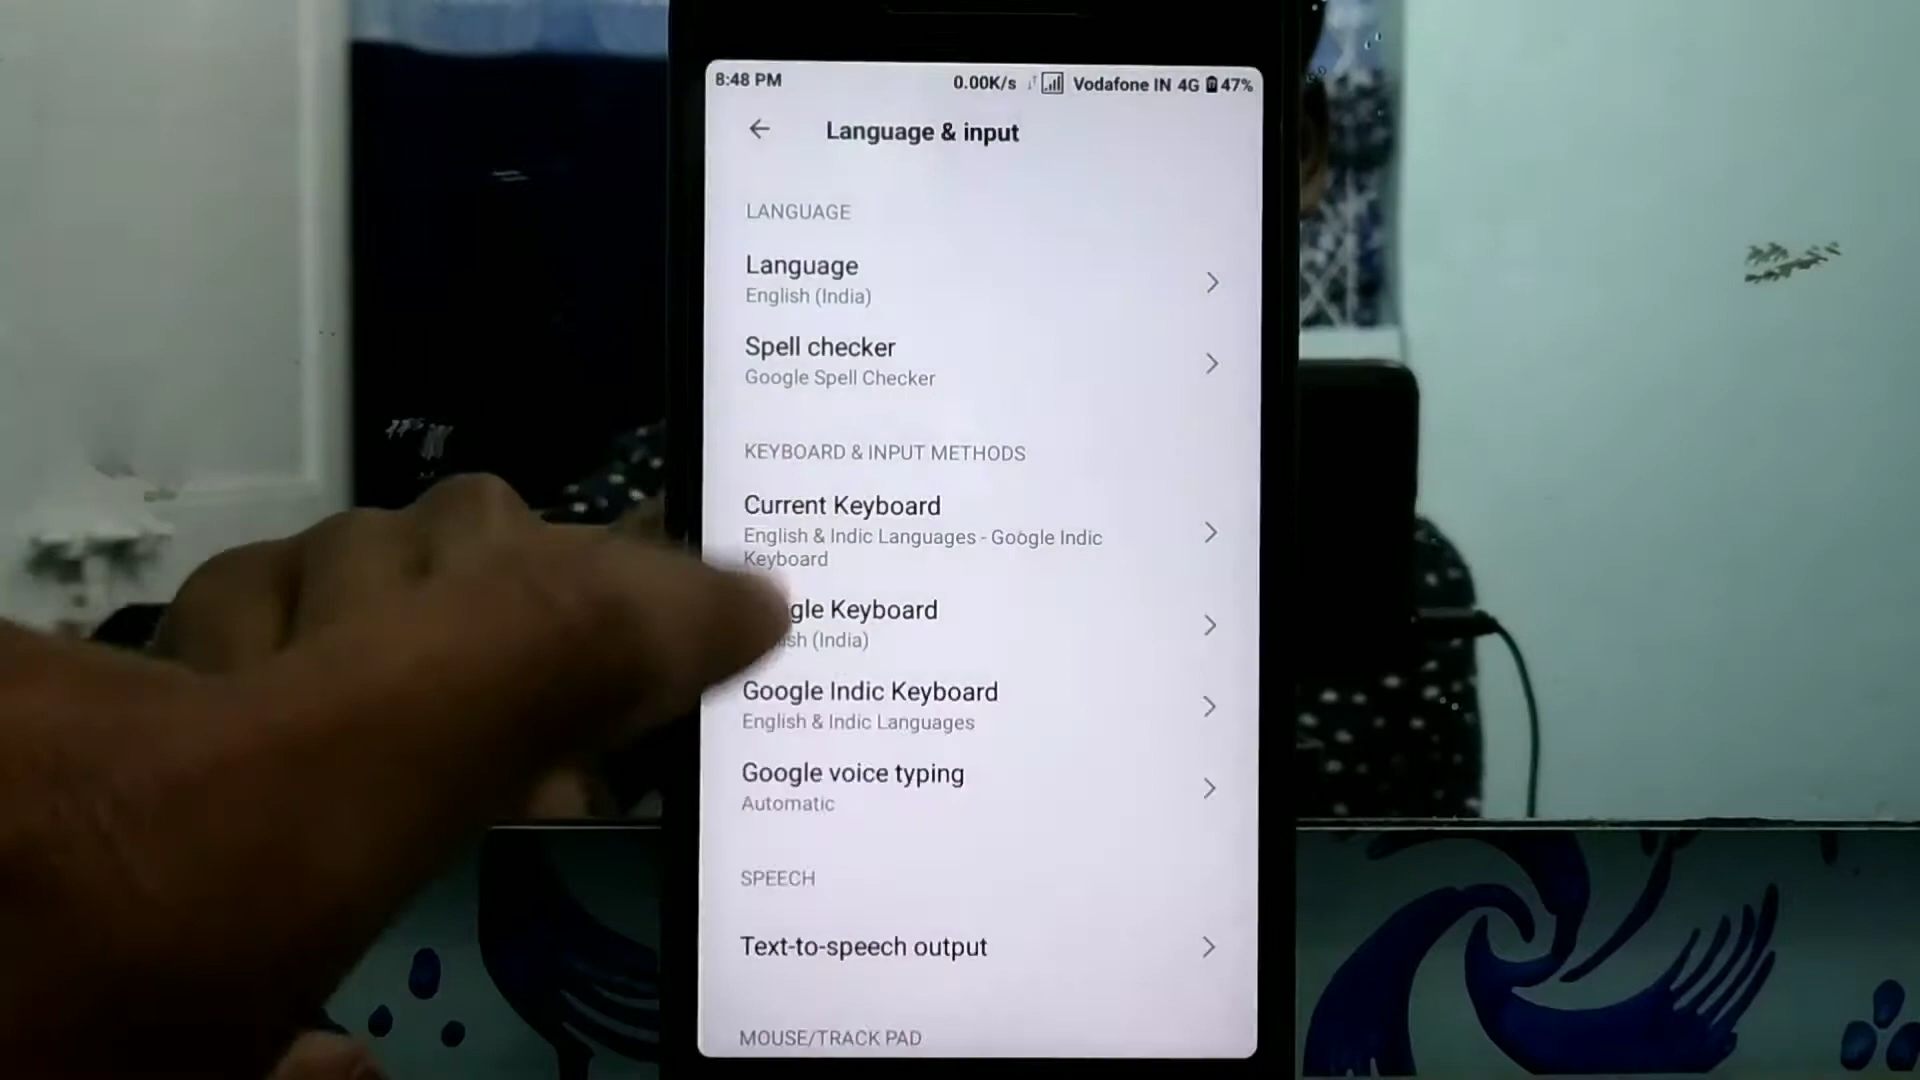 8:48 PM 0.00K/s Vodafone IN 4G 47%
Language & input
LANGUAGE
Language
English (India)
Spell checker
Google Spell Checker
KEYBOARD & INPUT METHODS
Current Keyboard
English & Indic Languages - Google Indic
Keyboard
gle Keyboard
sh (India)
Google Indic Keyboard
English & Indic Languages
Google voice typing
Automatic
SPEECH
Text-to-speech output
MOUSE/TRACK PAD